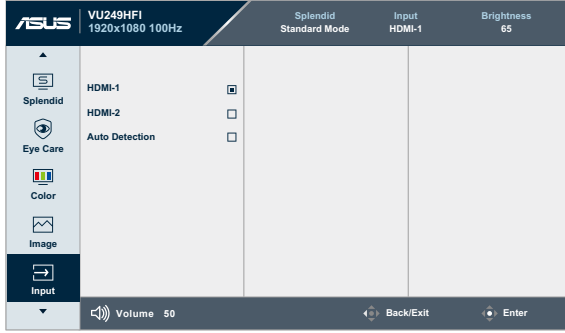 ASUS
VU249HFI
1920x1080 100Hz
Splendid
Standard Mode
Input
HDMI-1
Brightness
65
Splendid
Eye Care
Color
Image
Input
HDMI-1
HDMI-2
Auto Detection
Volume 50
Back/Exit
Enter